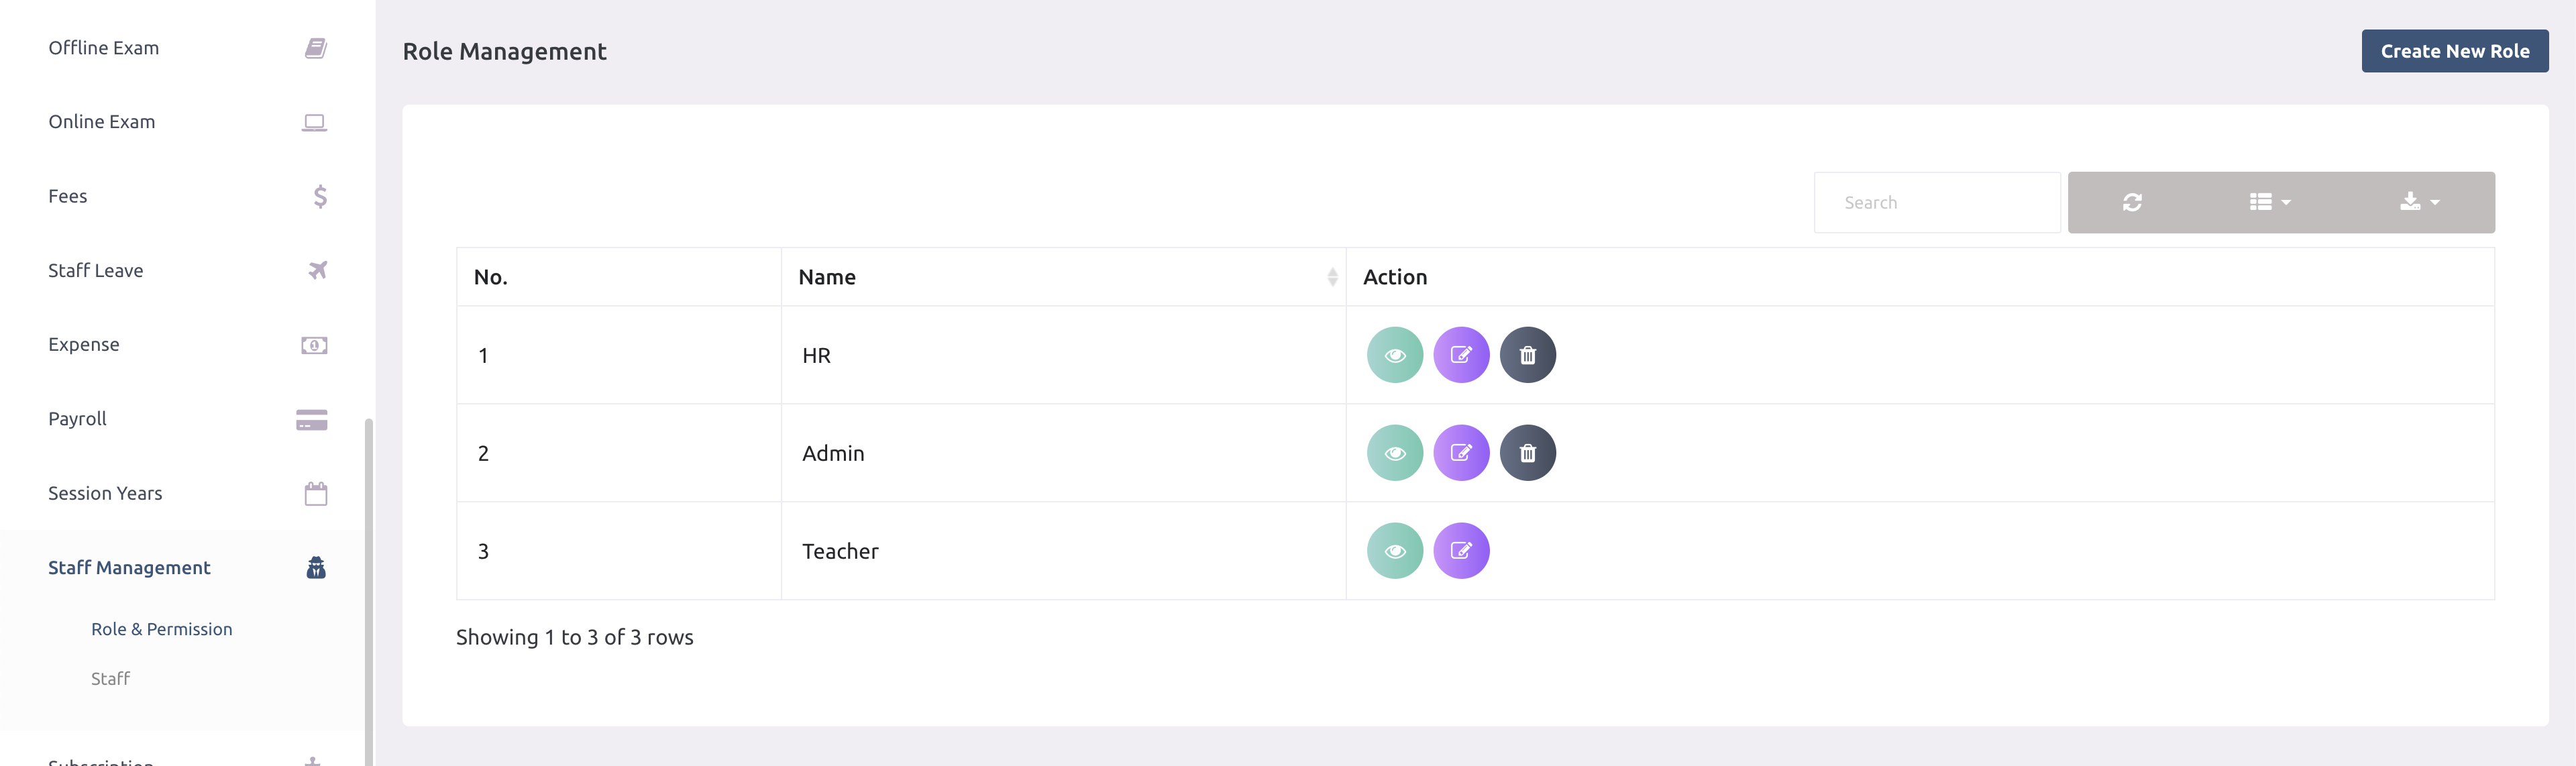 Offline Exam
Online Exam
Fees
Staff Leave
Expense
Payroll
Session Years
Staff Management
Role & Permission
Staff
Subscription
Role Management
Create New Role
Search
No. Name Action
1 HR
2 Admin
3 Teacher
Showing 1 to 3 of 3 rows